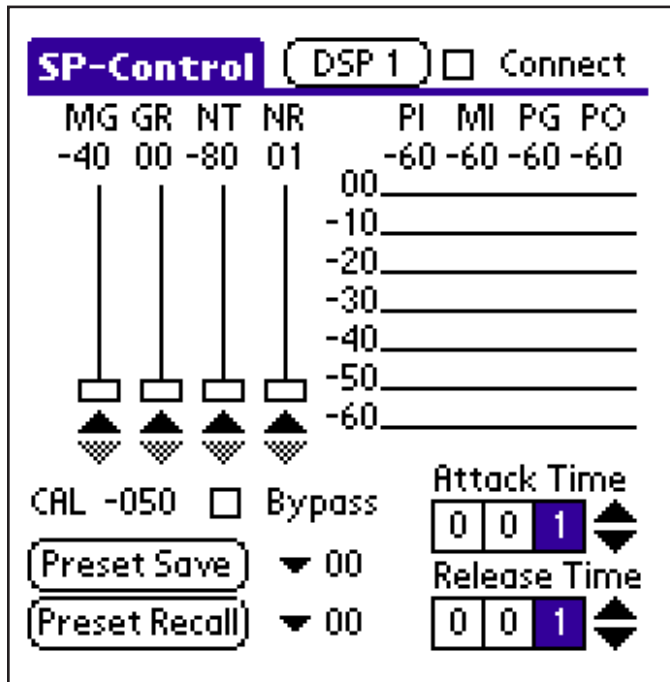 SP-Control DSP 1 Connect
MG GR NT NR PI MI PG PO
-40 00 -80 01 -60 -60 -60 -60
00
-10
-20
-30
-40
-50
-60
Attack Time
CAL -050 Bypass
0 0 1
Preset Save 00
Release Time
Preset Recall 00
0 0 1